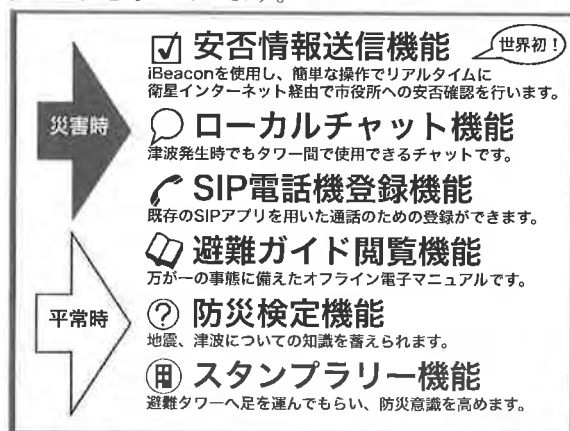 安否情報送信機能
世界初！
iBeaconを使用し、簡単な操作でリアルタイムに
衛星インターネット経由で市役所への安否確認を行います。
災害時
ローカルチャット機能
津波発生時でもタワー間で使用できるチャットです。
SIP電話機登録機能
既存のSIPアプリを用いた通話のための登録ができます。
避難ガイド閲覧機能
万が一の事態に備えたオフライン電子マニュアルです。
平常時
防災検定機能
地震、津波についての知識を蓄えられます。
スタンプラリー機能
避難タワーへ足を運んでもらい、防災意識を高めます。